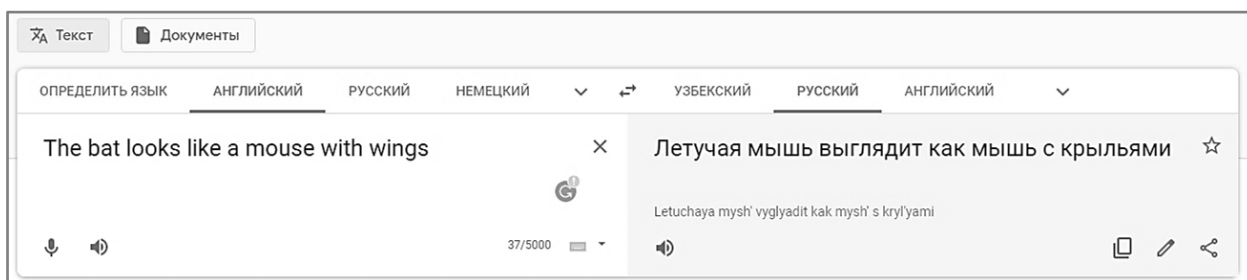 Текст Документы
ОПРЕДЕЛИТЬ ЯЗЫК АНГЛИЙСКИЙ РУССКИЙ НЕМЕЦКИЙ УЗБЕКСКИЙ РУССКИЙ АНГЛИЙСКИЙ
The bat looks like a mouse with wings
Летучая мышь выглядит как мышь с крыльями
Letuchaya mysh' vyglyadit kak mysh' s kryl'yami
37/5000